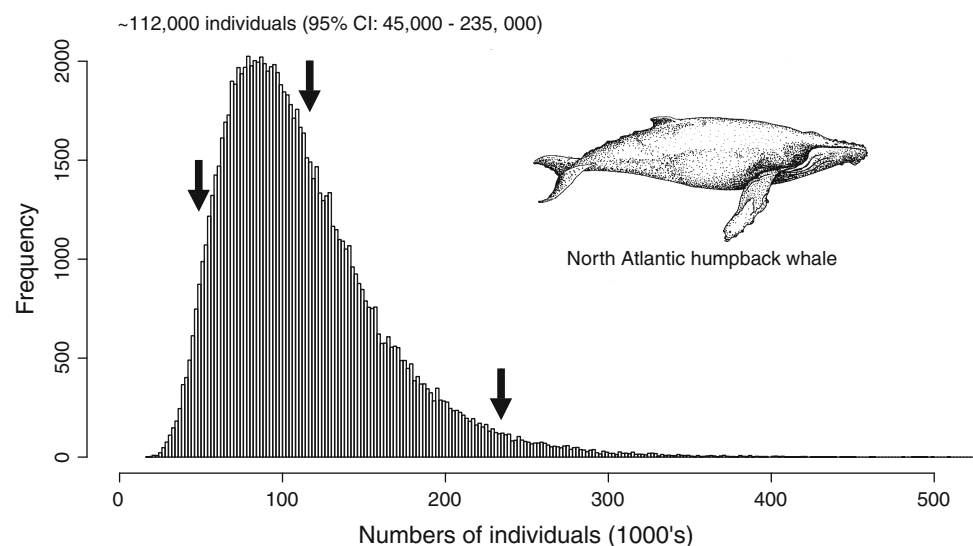 ~112,000 individuals (95% CI: 45,000 - 235, 000)
2000
1500
1000
500
0
Frequency
North Atlantic humpback whale
0 100 200 300 400 500
Numbers of individuals (1000's)